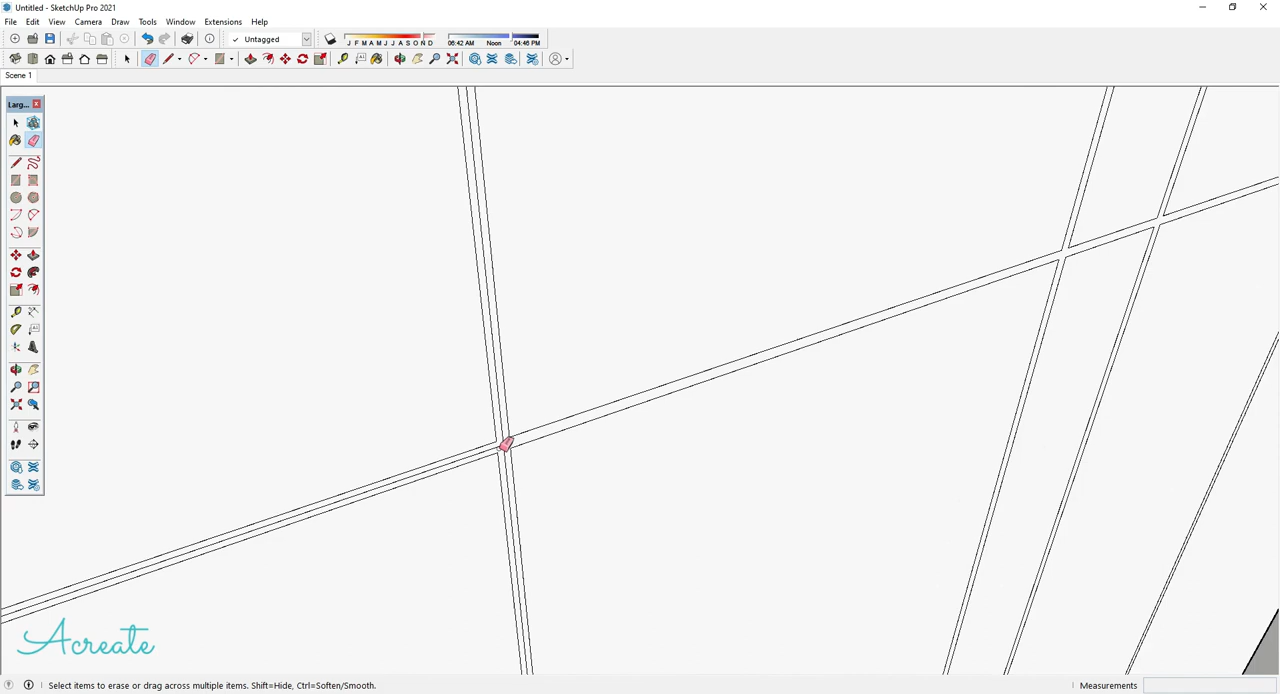 Untitled - SketchUp Pro 2021
File Edit View Camera Draw Tools Window Extensions Help
✓ Untagged
J F M A M J J A S O N D
06:42 AM Noon 04:46 PM
Scene 1
Larg...
Acreate
Select items to erase or drag across multiple items. Shift=Hide, Ctrl=Soften/Smooth.
Measurements